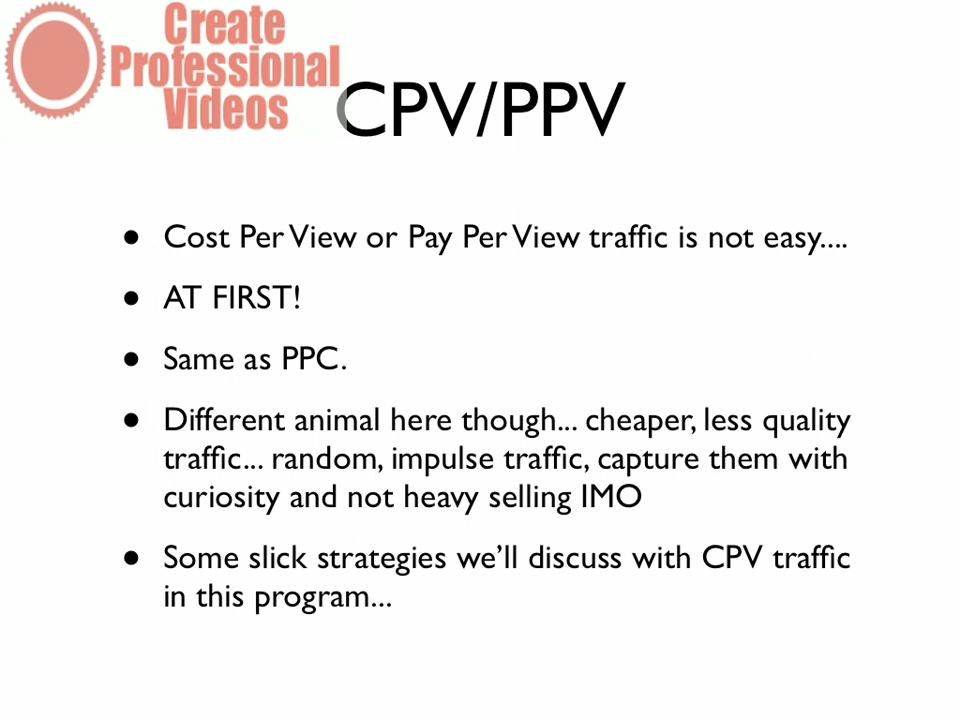 Create
Professional
Videos
CPV/PPV
• Cost Per View or Pay Per View traffic is not easy....
• AT FIRST!
• Same as PPC.
• Different animal here though... cheaper, less quality
traffic... random, impulse traffic, capture them with
curiosity and not heavy selling IMO
• Some slick strategies we’ll discuss with CPV traffic
in this program...